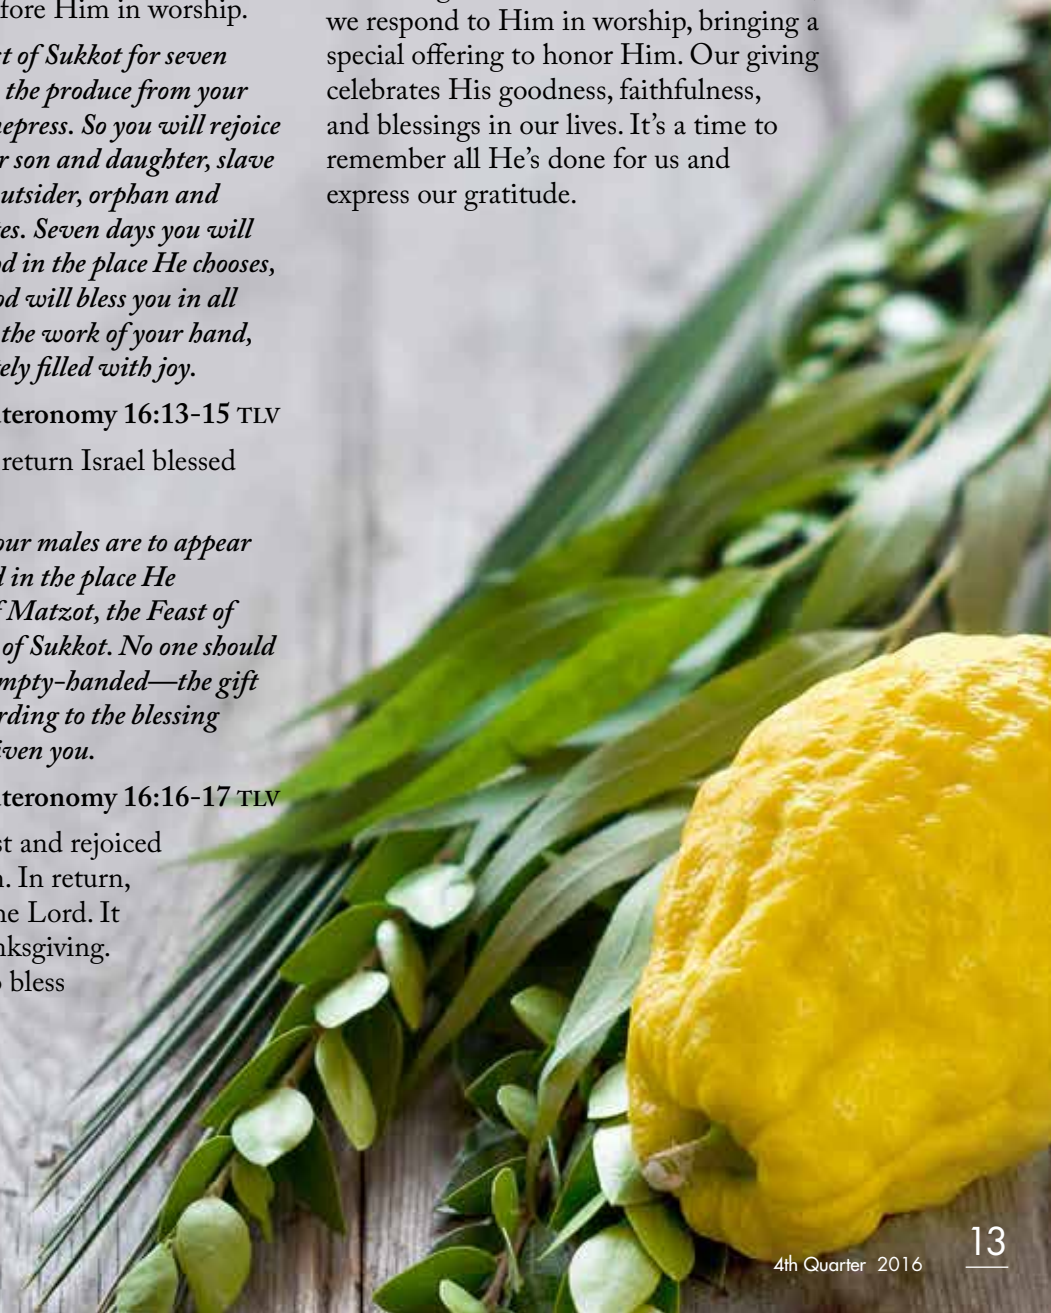 fore Him in worship.
st of Sukkot for seven
the produce from your
nepress. So you will rejoice
r son and daughter, slave
utsider, orphan and
es. Seven days you will
d in the place He chooses,
od will bless you in all
the work of your hand,
ely filled with joy.
uteronomy 16:13-15 TLV
return Israel blessed
our males are to appear
d in the place He
f Matzot, the Feast of
of Sukkot. No one should
mpty-handed—the gift
rding to the blessing
iven you.
uteronomy 16:16-17 TLV
st and rejoiced
n. In return,
he Lord. It
nksgiving.
o bless
we respond to Him in worship, bringing a
special offering to honor Him. Our giving
celebrates His goodness, faithfulness,
and blessings in our lives. It’s a time to
remember all He’s done for us and
express our gratitude.
4th Quarter 2016 13